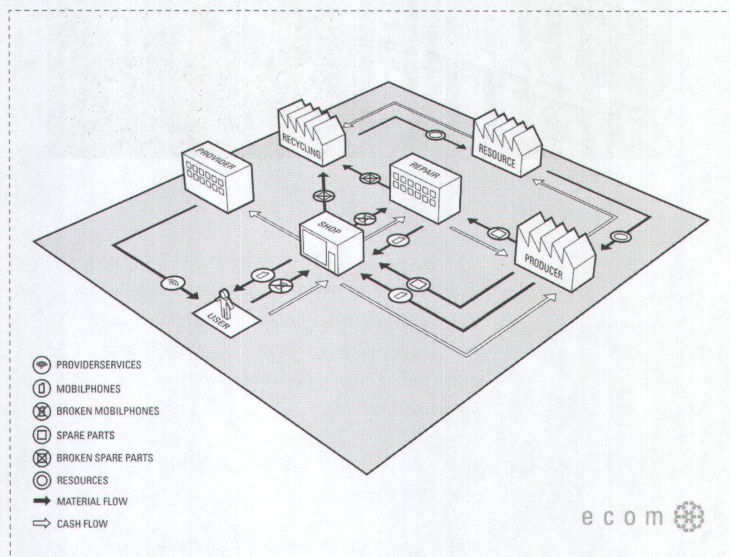 RECYCLING
RESOURCE
PROVIDER
REPAIR
SHOP
PRODUCER
USER
PROVIDERSERVICES
MOBILPHONES
BROKEN MOBILPHONES
SPARE PARTS
BROKEN SPARE PARTS
RESOURCES
MATERIAL FLOW
CASH FLOW
ecom